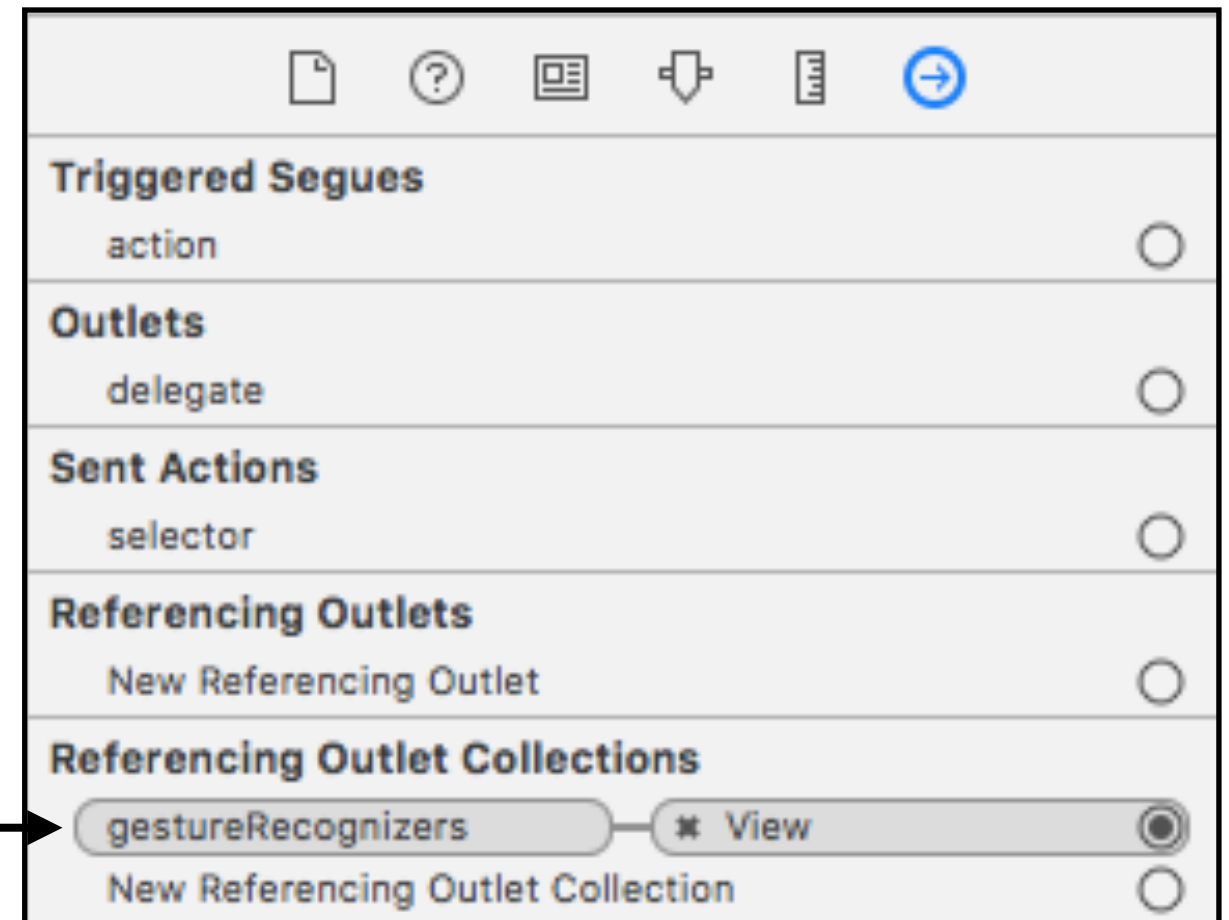 Triggered Segues
action
Outlets
delegate
Sent Actions
selector
Referencing Outlets
New Referencing Outlet
Referencing Outlet Collections
gestureRecognizers View
New Referencing Outlet Collection